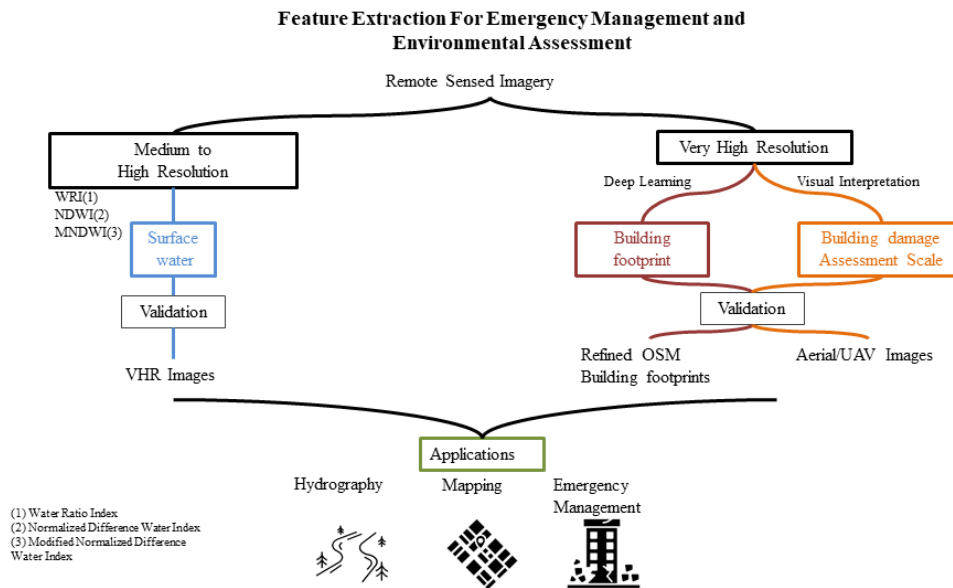 Feature Extraction For Emergency Management and
Environmental Assessment
Remote Sensed Imagery
Medium to
High Resolution
WRI(1)
NDWI(2)
MNDWI(3)
Surface
water
Validation
VHR Images
Very High Resolution
Deep Learning
Visual Interpretation
Building
footprint
Building damage
Assessment Scale
Validation
Refined OSM
Building footprints
Aerial/UAV Images
Applications
Hydrography
Mapping
Emergency
Management
(1) Water Ratio Index
(2) Normalized Difference Water Index
(3) Modified Normalized Difference
Water Index